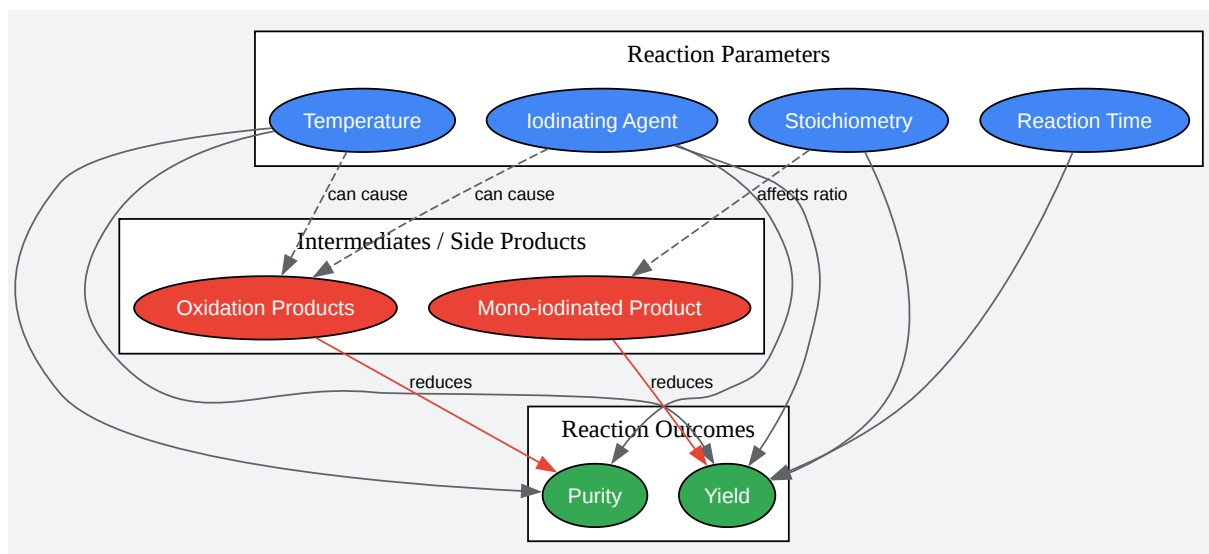 Reaction Parameters
Temperature
Iodinating Agent
Stoichiometry
Reaction Time
can cause
can cause
affects ratio
Intermediates / Side Products
Oxidation Products
Mono-iodinated Product
reduces
reduces
Reaction Outcomes
Purity
Yield